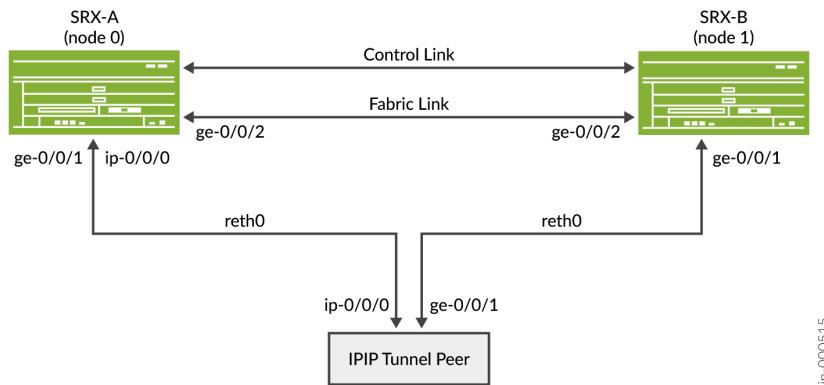 SRX-A
(node 0)
SRX-B
(node 1)
Control Link
Fabric Link
ge-0/0/2
ge-0/0/2
ge-0/0/1
ip-0/0/0
ge-0/0/1
reth0
reth0
ip-0/0/0
ge-0/0/1
IPIP Tunnel Peer